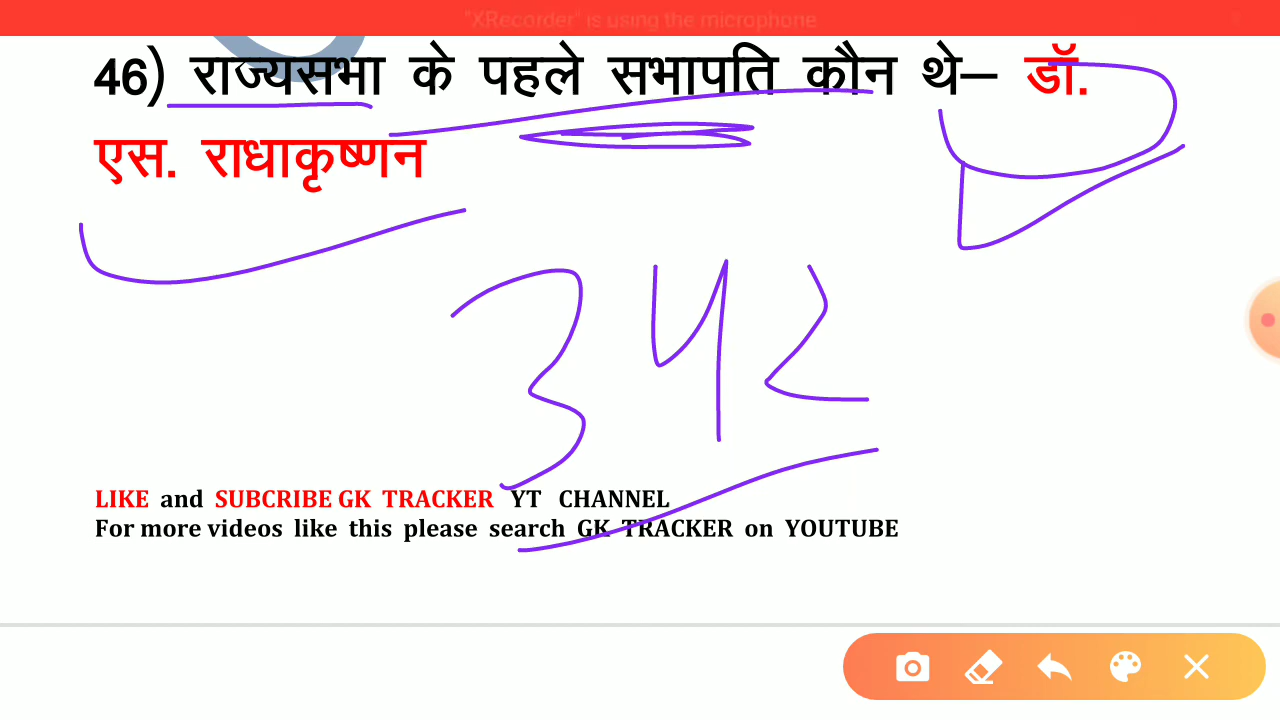 "XRecorder" is using the microphone
46) राज्यसभा के पहले सभापति कौन थे– डॉ.
एस. राधाकृष्णन
342
LIKE and SUBCRIBE GK TRACKER YT CHANNEL
For more videos like this please search GK TRACKER on YOUTUBE